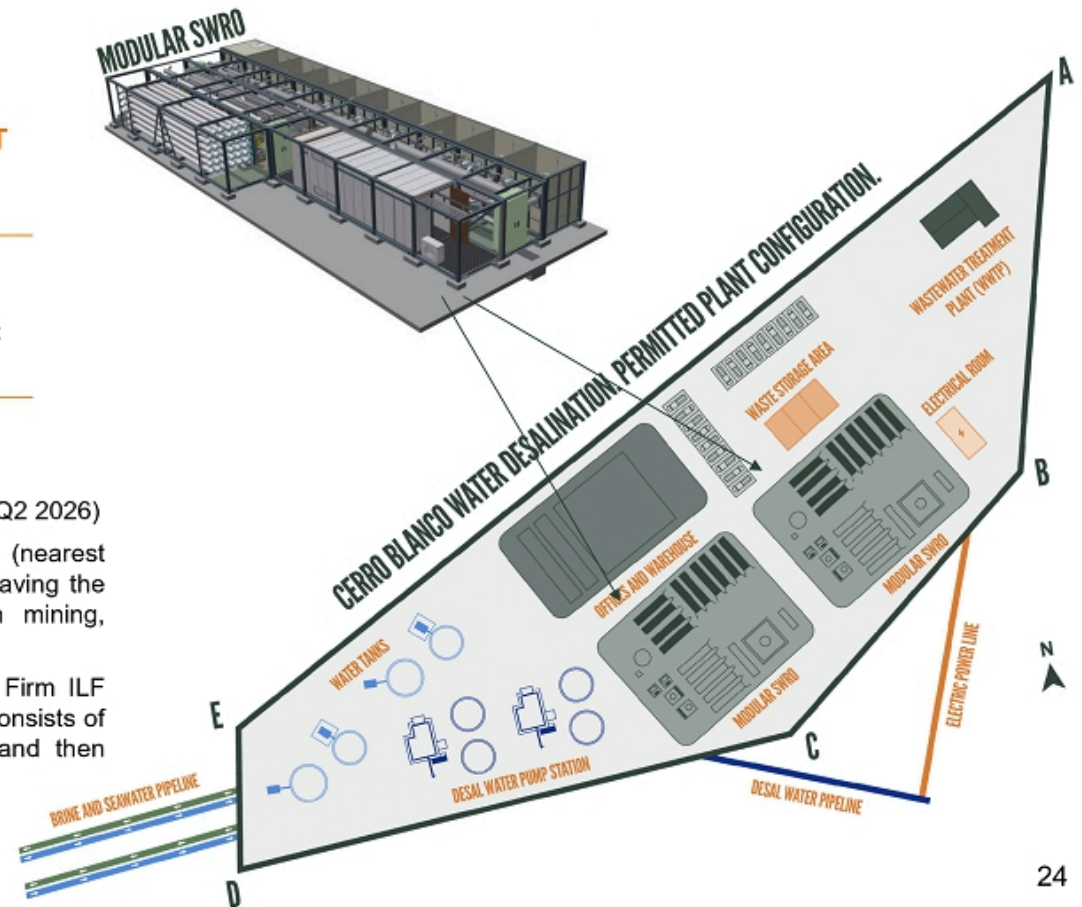 MODULAR SWRO
T
Q2 2026)
(nearest
aving the
mining,
Firm ILF
onsists of
and then
CERRO BLANCO WATER DESALINATION. PERMITTED PLANT CONFIGURATION.
A
WASTEWATER TREATMENT
PLANT (WWTP)
WASTE STORAGE AREA
ELECTRICAL ROOM
B
MODULAR SWRO
OFFICES AND WAREHOUSE
MODULAR SWRO
WATER TANKS
E
DESAL WATER PUMP STATION
C
ELECTRIC POWER LINE
N
BRINE AND SEAWATER PIPELINE
DESAL WATER PIPELINE
D
24